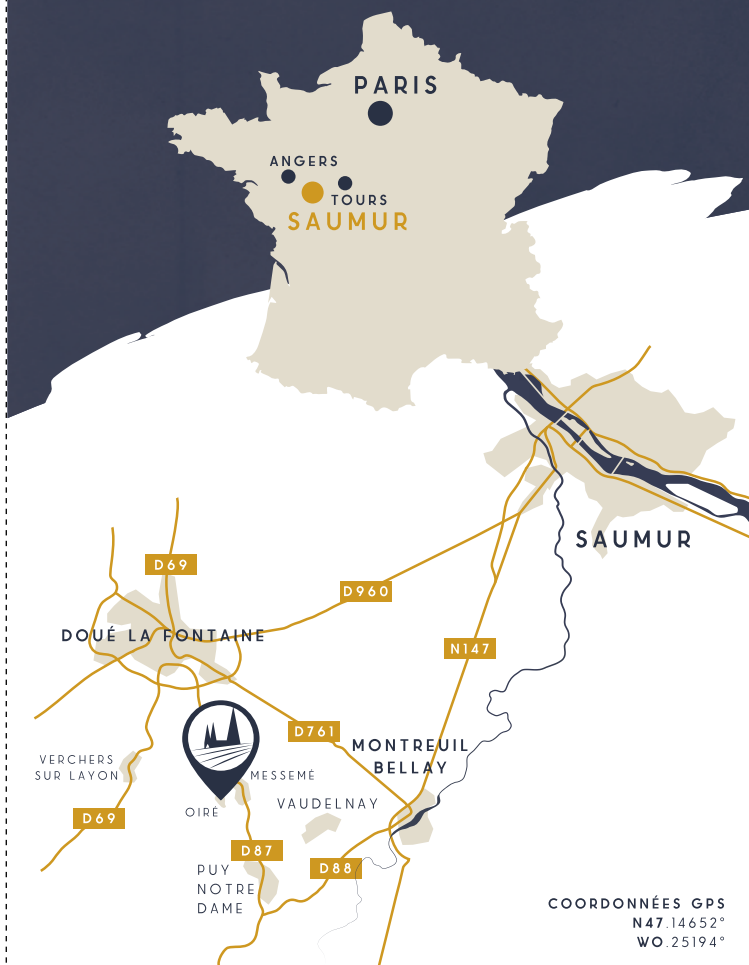 PARIS
ANGERS
TOURS
SAUMUR
SAUMUR
D69
D960
DOUÉ LA FONTAINE
N147
D761
MONTREUIL
BELLAY
VERCHERS
SUR LAYON
MESSEMÉ
OIRÉ
VAUDELNAY
D69
D87
D88
PUY
NOTRE
DAME
COORDONNÉES GPS
N47.14652°
WO.25194°